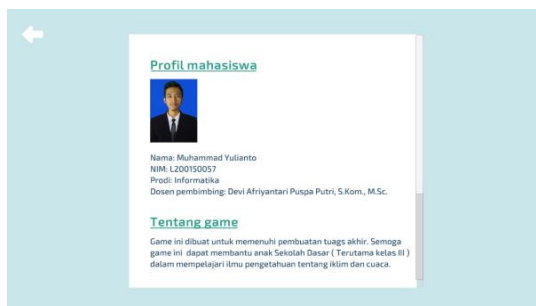 Profil mahasiswa
Nama: Muhammad Yulianto
NIM: L200150057
Prodi: Informatika
Dosen pembimbing: Devi Afriyantari Puspa Putri, S.Kom., M.Sc.
Tentang game
Game ini dibuat untuk memenuhi pembuatan tuags akhir. Semoga
game ini dapat membantu anak Sekolah Dasar ( Terutama kelas III )
dalam mempelajari ilmu pengetahuan tentang iklim dan cuaca.